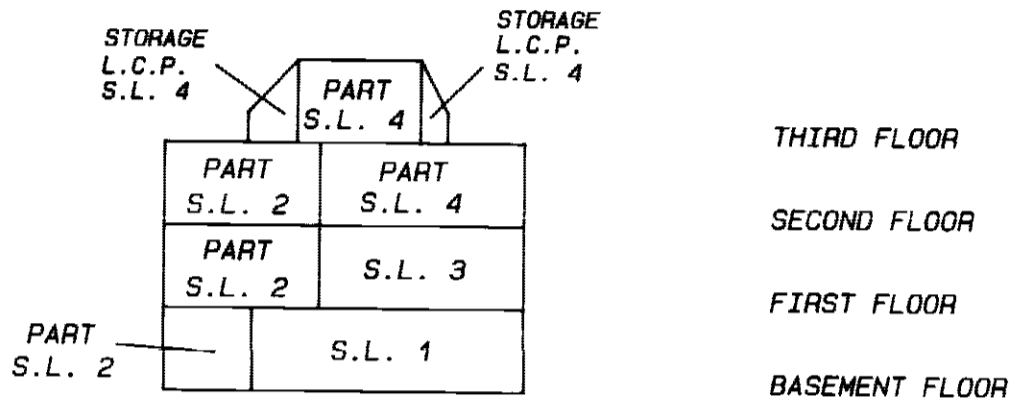 STORAGE
L.C.P.
S.L. 4
STORAGE
L.C.P.
S.L. 4
PART
S.L. 4
THIRD FLOOR
PART
S.L. 2
PART
S.L. 4
SECOND FLOOR
PART
S.L. 2
S.L. 3
FIRST FLOOR
PART
S.L. 2
S.L. 1
BASEMENT FLOOR